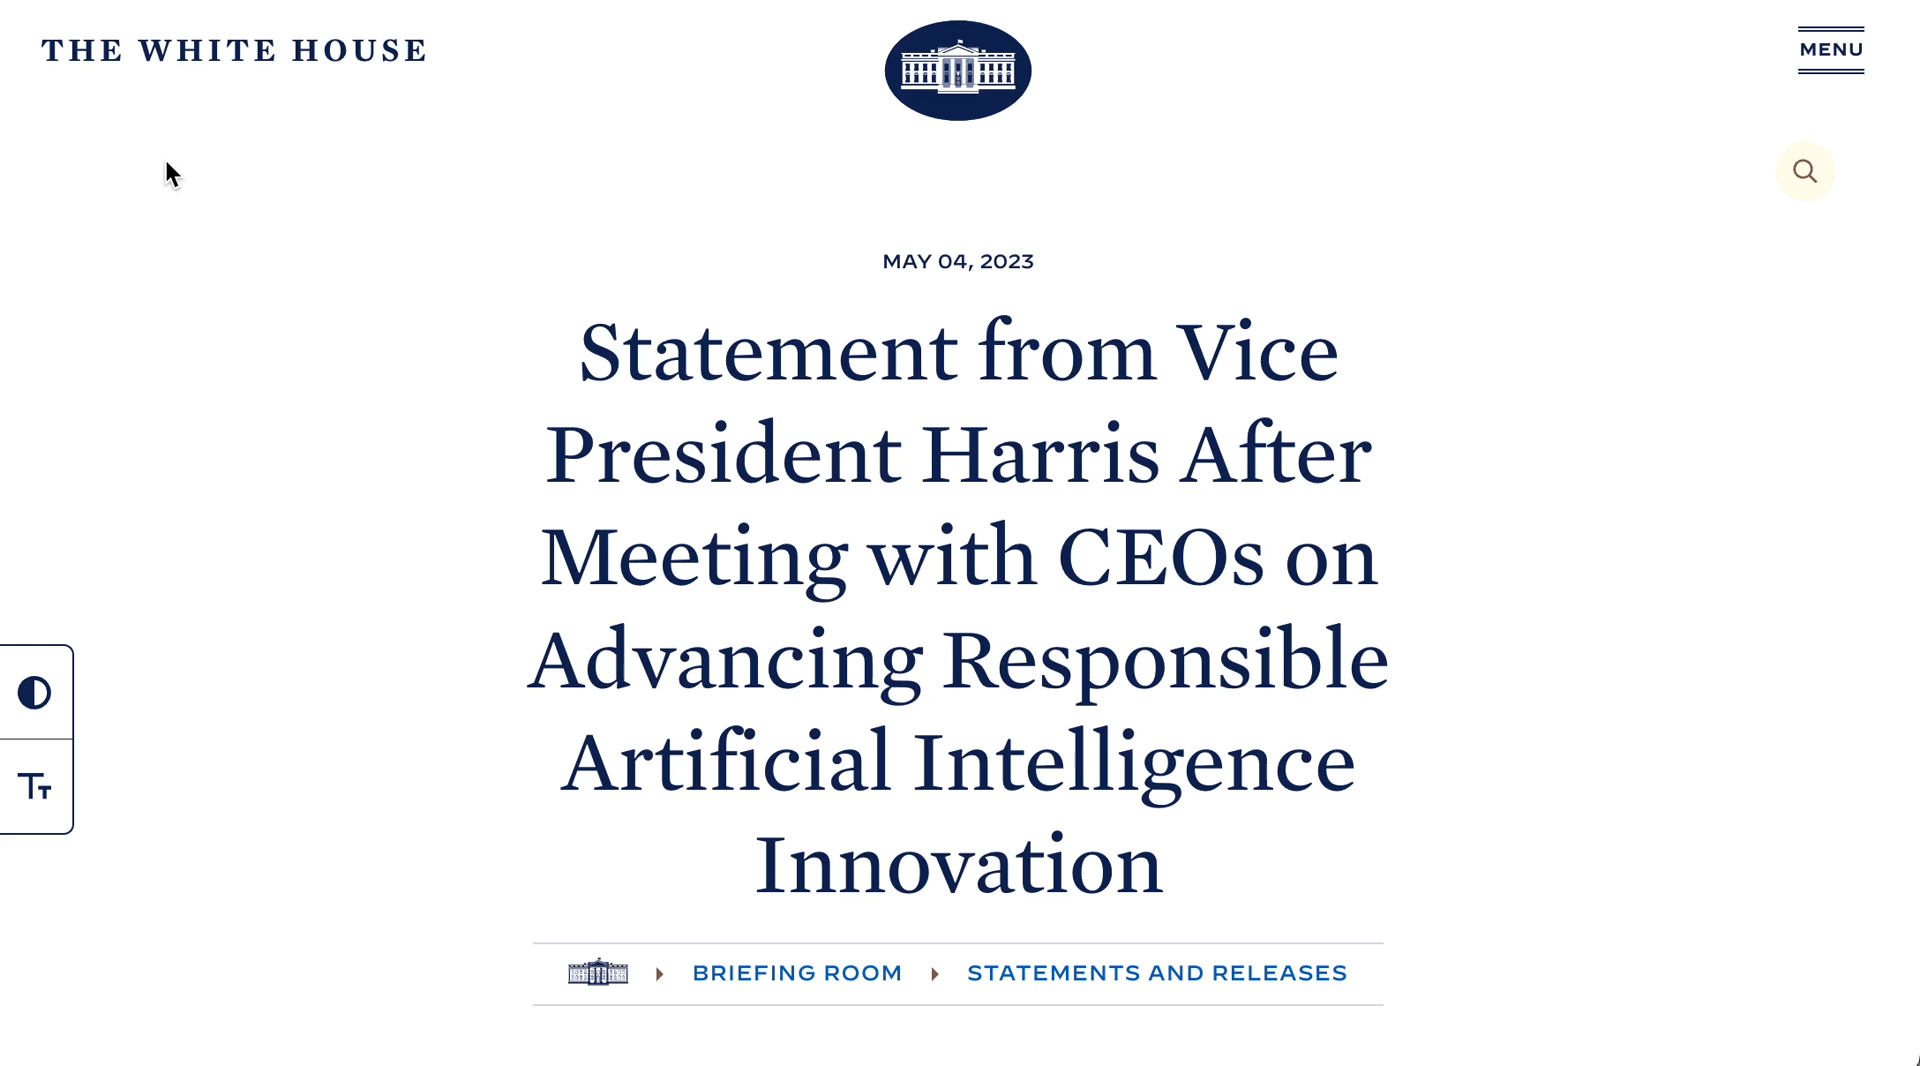 THE WHITE HOUSE
MENU
MAY 04, 2023
Statement from Vice
President Harris After
Meeting with CEOs on
Advancing Responsible
Artificial Intelligence
Innovation
BRIEFING ROOM
STATEMENTS AND RELEASES
Tт